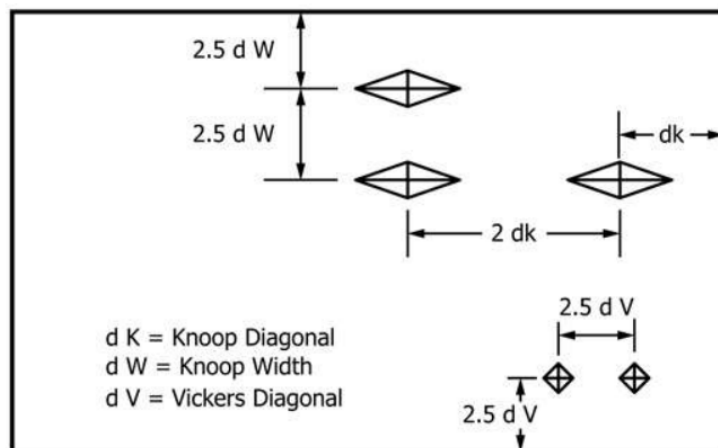 2.5 d W
2.5 d W
dk
2 dk
2.5 d V
d K = Knoop Diagonal
d W = Knoop Width
d V = Vickers Diagonal
2.5 d V